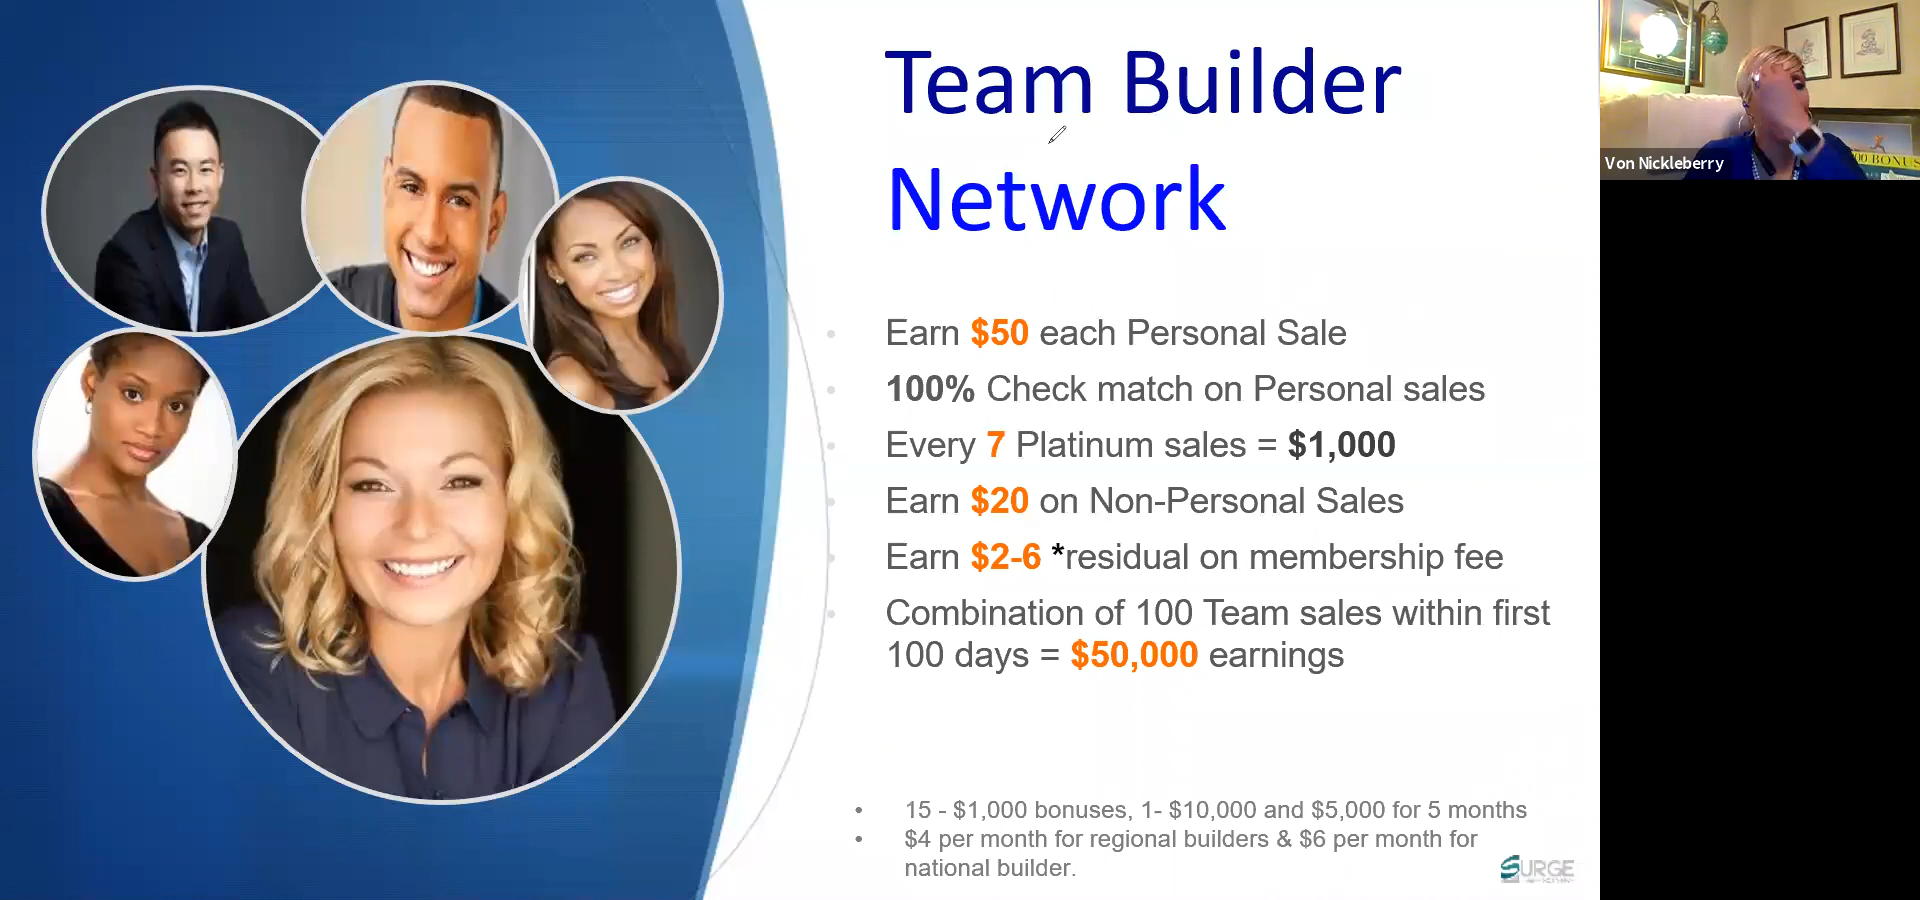 Team Builder
Network
Earn $50 each Personal Sale
100% Check match on Personal sales
Every 7 Platinum sales = $1,000
Earn $20 on Non-Personal Sales
Earn $2-6 *residual on membership fee
Combination of 100 Team sales within first
100 days = $50,000 earnings
• 15 - $1,000 bonuses, 1- $10,000 and $5,000 for 5 months
• $4 per month for regional builders & $6 per month for
national builder.
SURGE
Von Nickleberry
00 BONUS